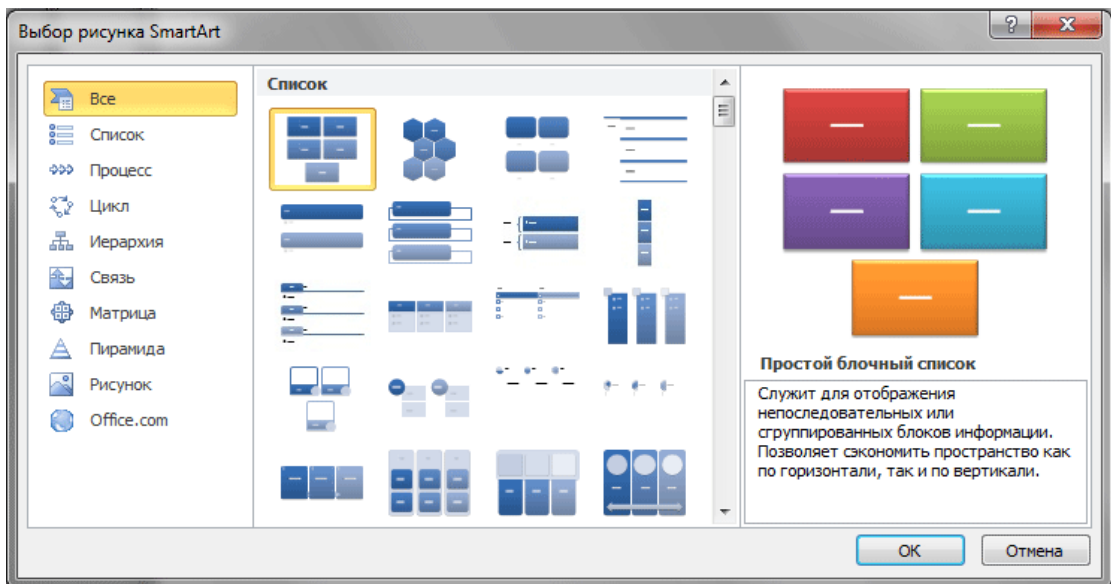 Выбор рисунка SmartArt
Все
Список
Процесс
Цикл
Иерархия
Связь
Матрица
Пирамида
Рисунок
Office.com
Список
Простой блочный список
Служит для отображения
непоследовательных или
сгруппированных блоков информации.
Позволяет сэкономить пространство как
по горизонтали, так и по вертикали.
ОК
Отмена